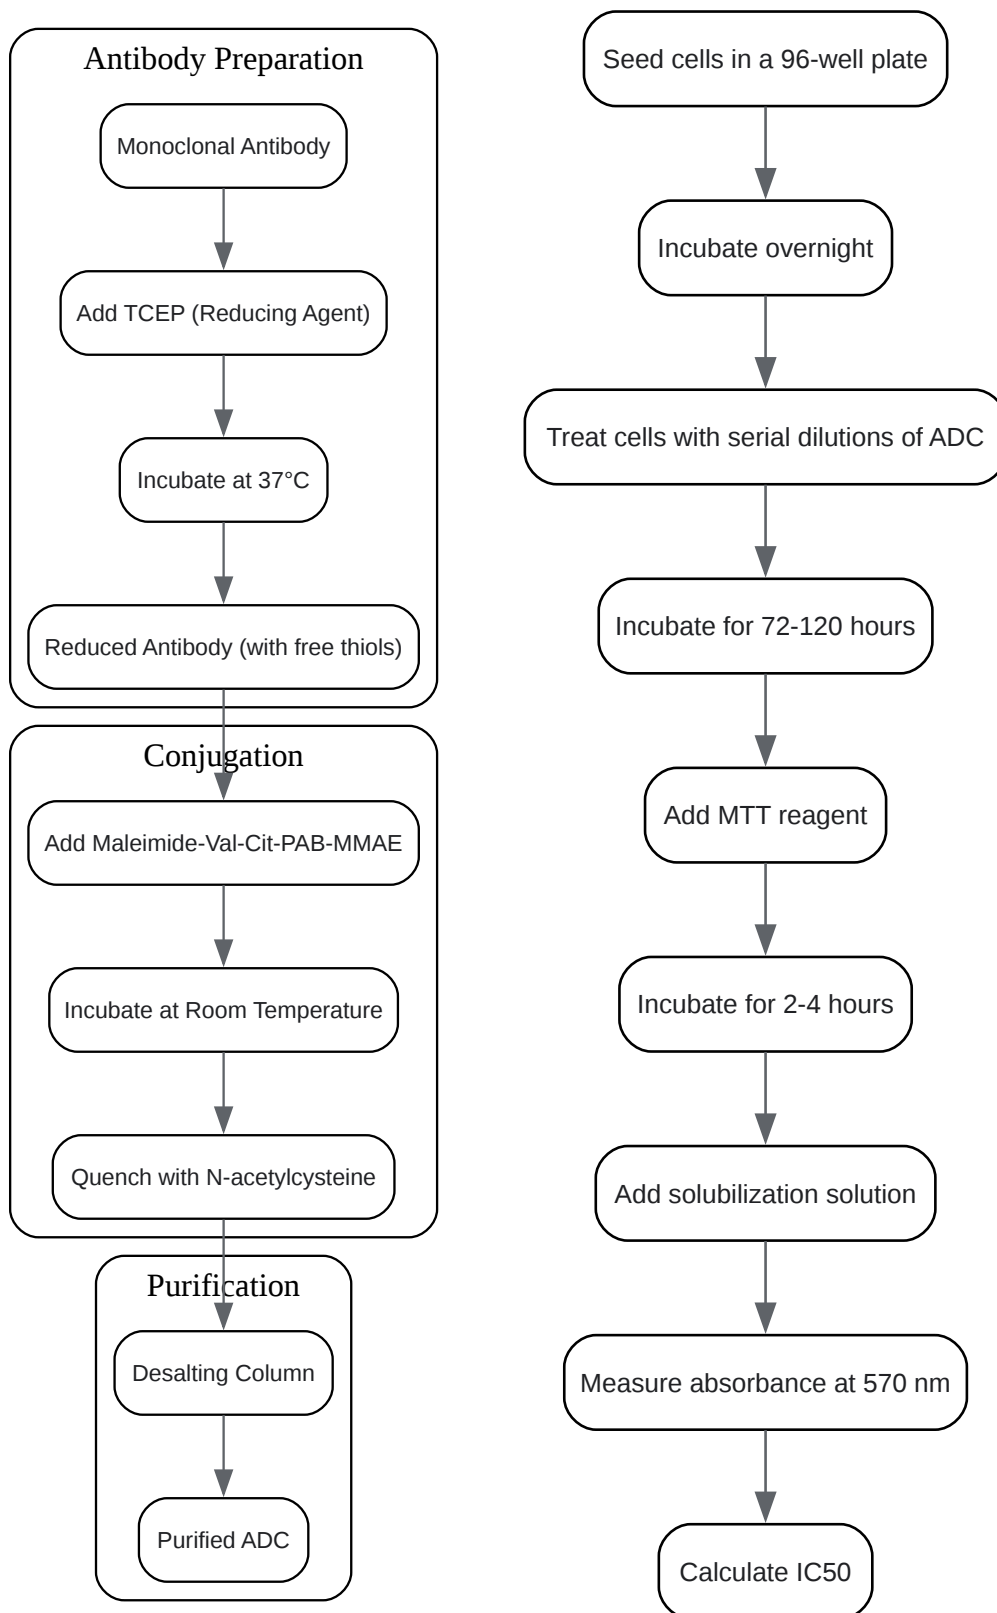 Antibody Preparation
Monoclonal Antibody
Add TCEP (Reducing Agent)
Incubate at 37°C
Reduced Antibody (with free thiols)
Conjugation
Add Maleimide-Val-Cit-PAB-MMAE
Incubate at Room Temperature
Quench with N-acetylcysteine
Purification
Desalting Column
Purified ADC
Seed cells in a 96-well plate
Incubate overnight
Treat cells with serial dilutions of ADC
Incubate for 72-120 hours
Add MTT reagent
Incubate for 2-4 hours
Add solubilization solution
Measure absorbance at 570 nm
Calculate IC50